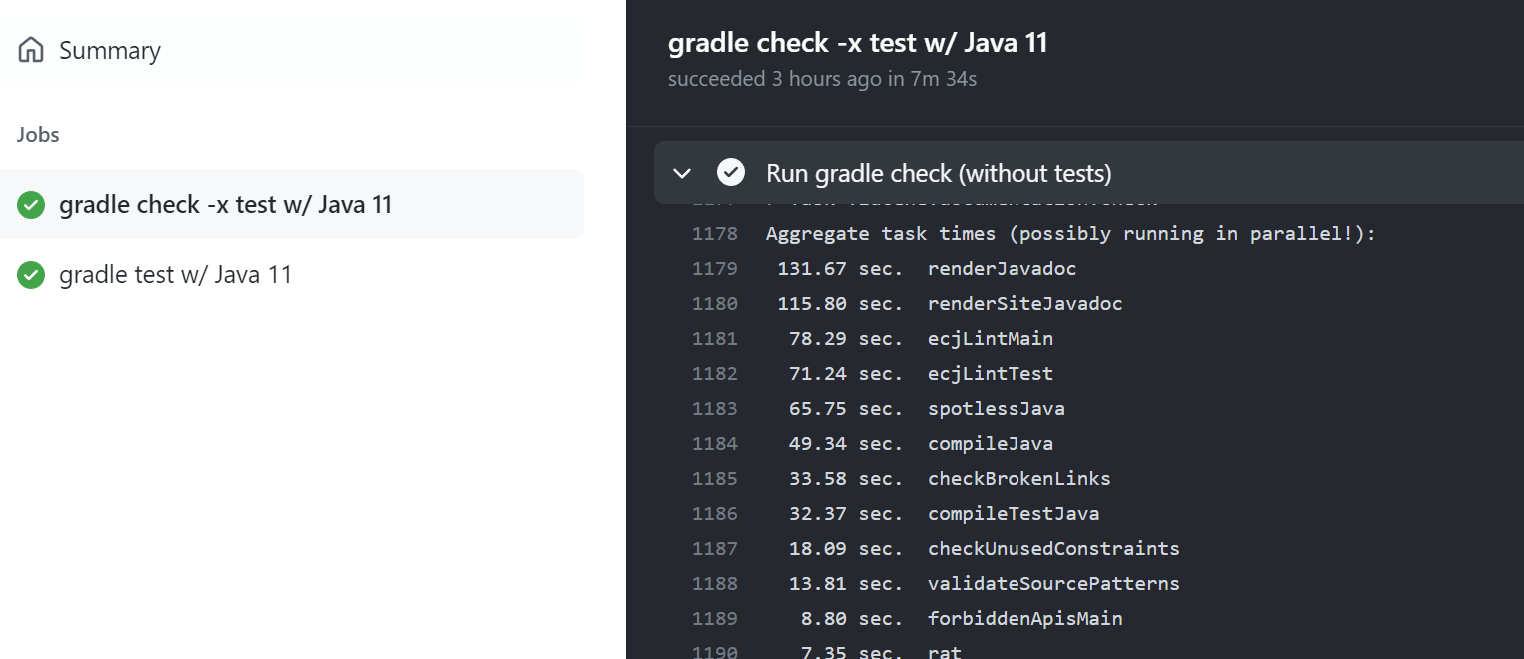 Summary
Jobs
gradle check -x test w/ Java 11
gradle test w/ Java 11
gradle check -x test w/ Java 11
succeeded 3 hours ago in 7m 34s
Run gradle check (without tests)
1178 Aggregate task times (possibly running in parallel!):
1179 131.67 sec. renderJavadoc
1180 115.80 sec. renderSiteJavadoc
1181 78.29 sec. ecjLintMain
1182 71.24 sec. ecjLintTest
1183 65.75 sec. spotlessJava
1184 49.34 sec. compileJava
1185 33.58 sec. checkBrokenLinks
1186 32.37 sec. compileTestJava
1187 18.09 sec. checkUnusedConstraints
1188 13.81 sec. validateSourcePatterns
1189 8.80 sec. forbiddenApisMain
1190 7.35 sec. rat